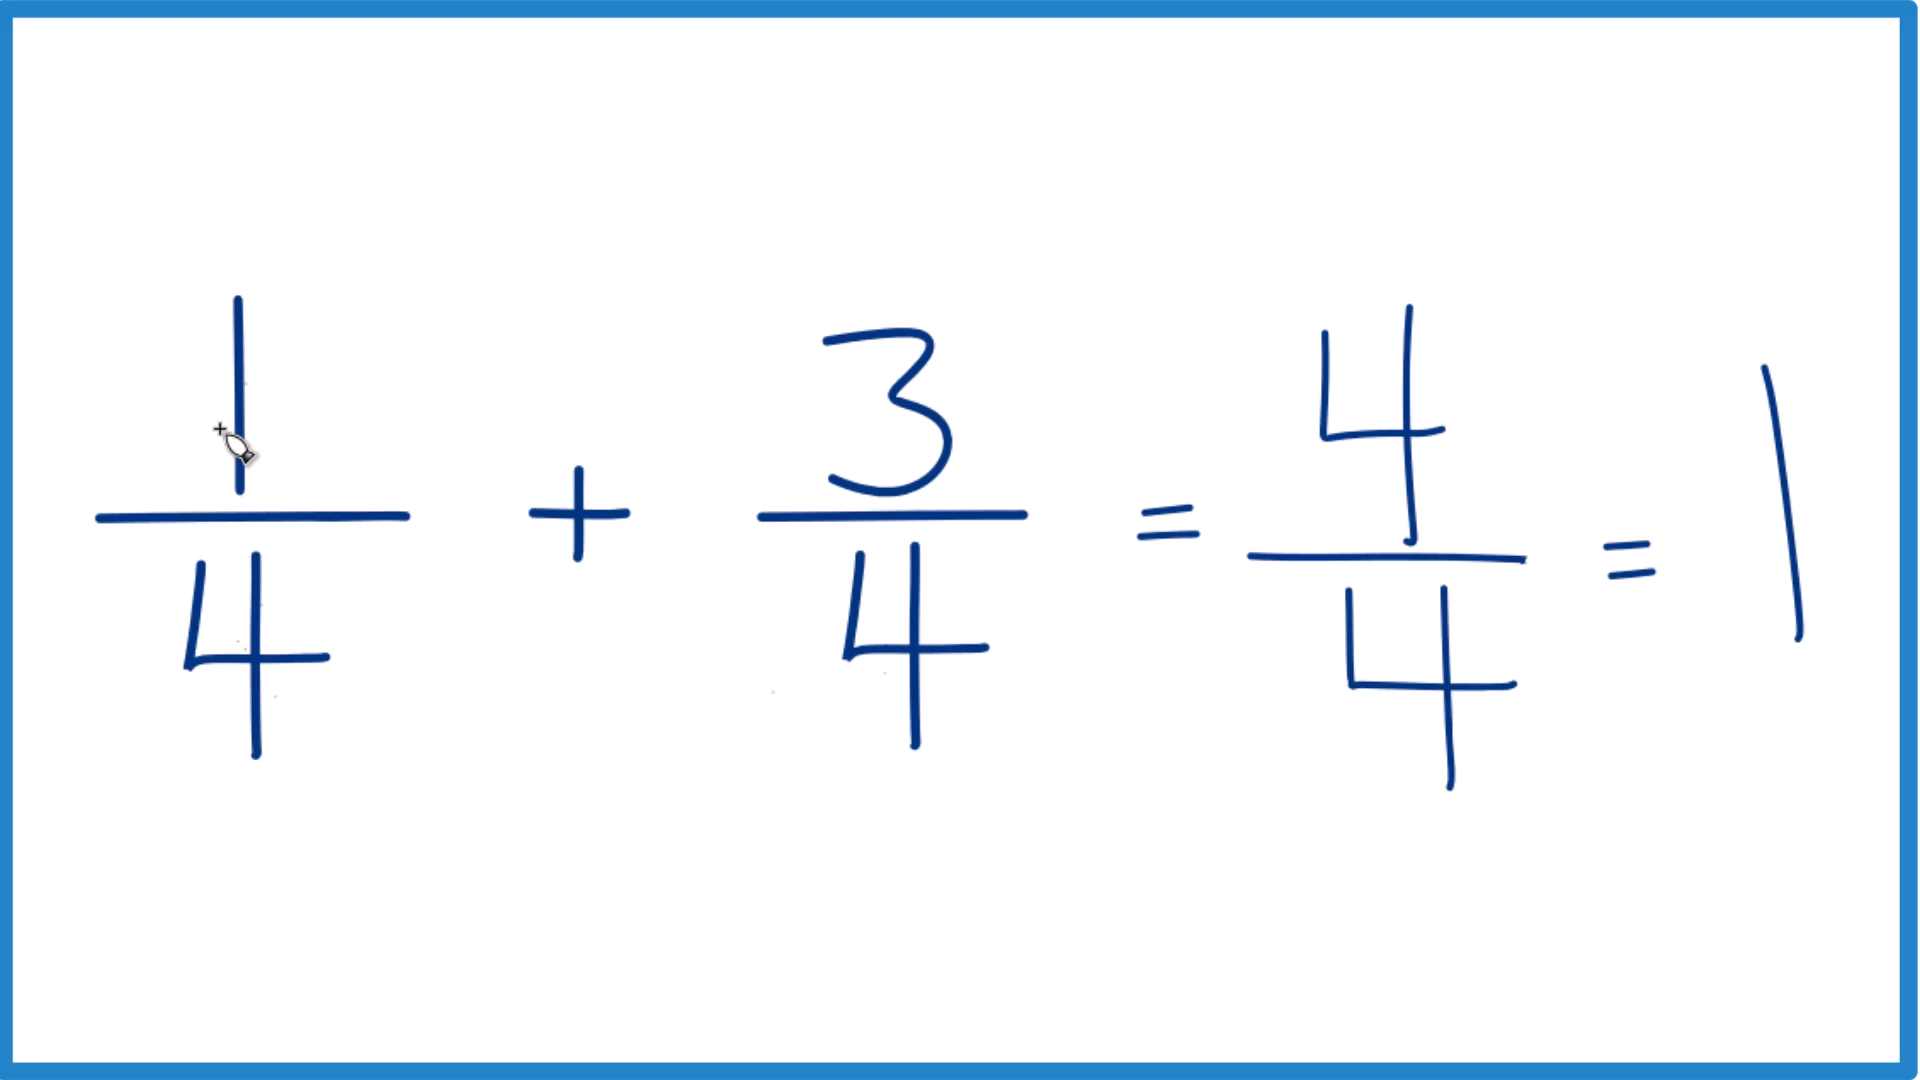 1/4 + 3/4 = 4/4 = 1